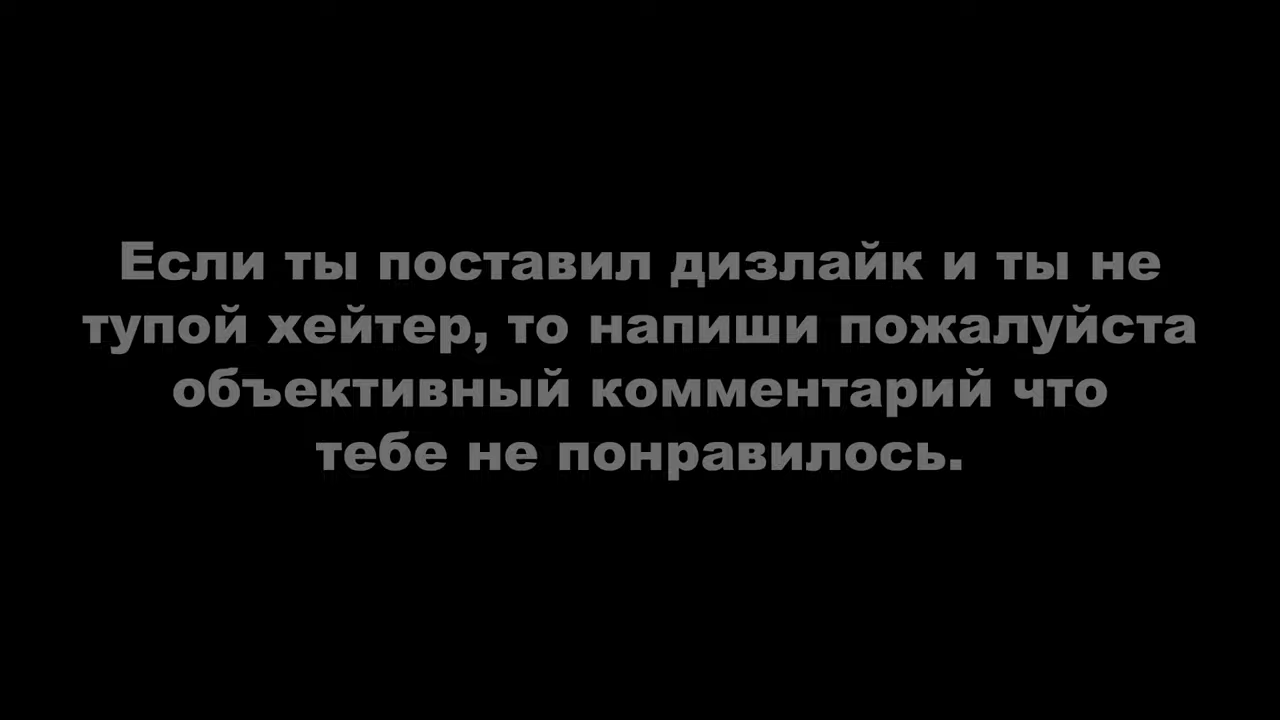 Если ты поставил дизлайк и ты не
тупой хейтер, то напиши пожалуйста
объективный комментарий что
тебе не понравилось.